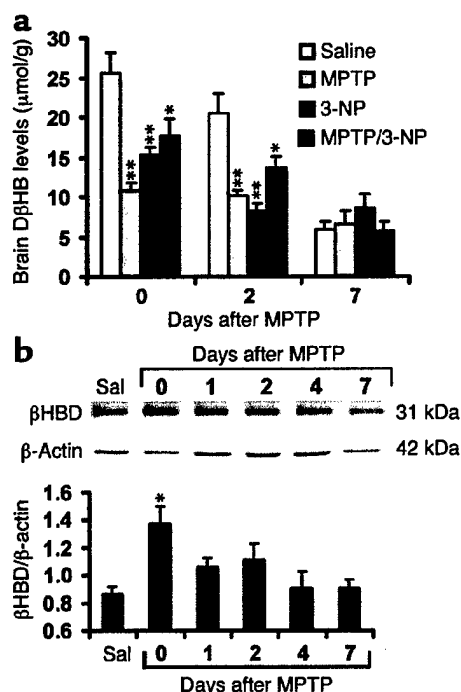 a
Brain DβHB levels (μmol/g)
30
25
20
15
10
5
0
Saline
MPTP
3-NP
MPTP/3-NP
** ** *
** ** *
0 2 7
Days after MPTP
b
Days after MPTP
Sal 0 1 2 4 7
βHBD 31 kDa
β-Actin 42 kDa
βHBD/β-actin
1.6
1.4
1.2
1.0
0.8
0.6
*
Sal 0 1 2 4 7
Days after MPTP